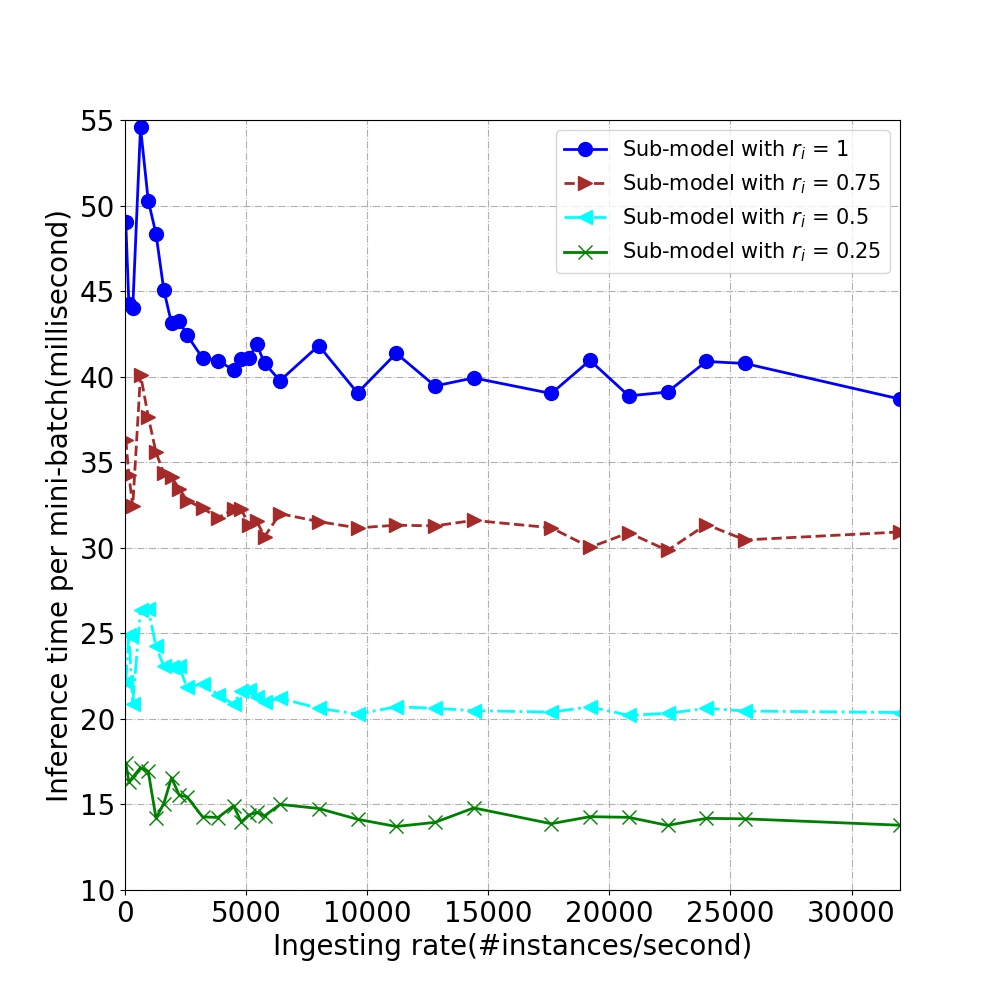 Sub-model with rᵢ = 1
Sub-model with rᵢ = 0.75
Sub-model with rᵢ = 0.5
Sub-model with rᵢ = 0.25
55
50
45
40
35
30
25
20
15
10
Inference time per mini-batch(millisecond)
0 5000 10000 15000 20000 25000 30000
Ingesting rate(#instances/second)